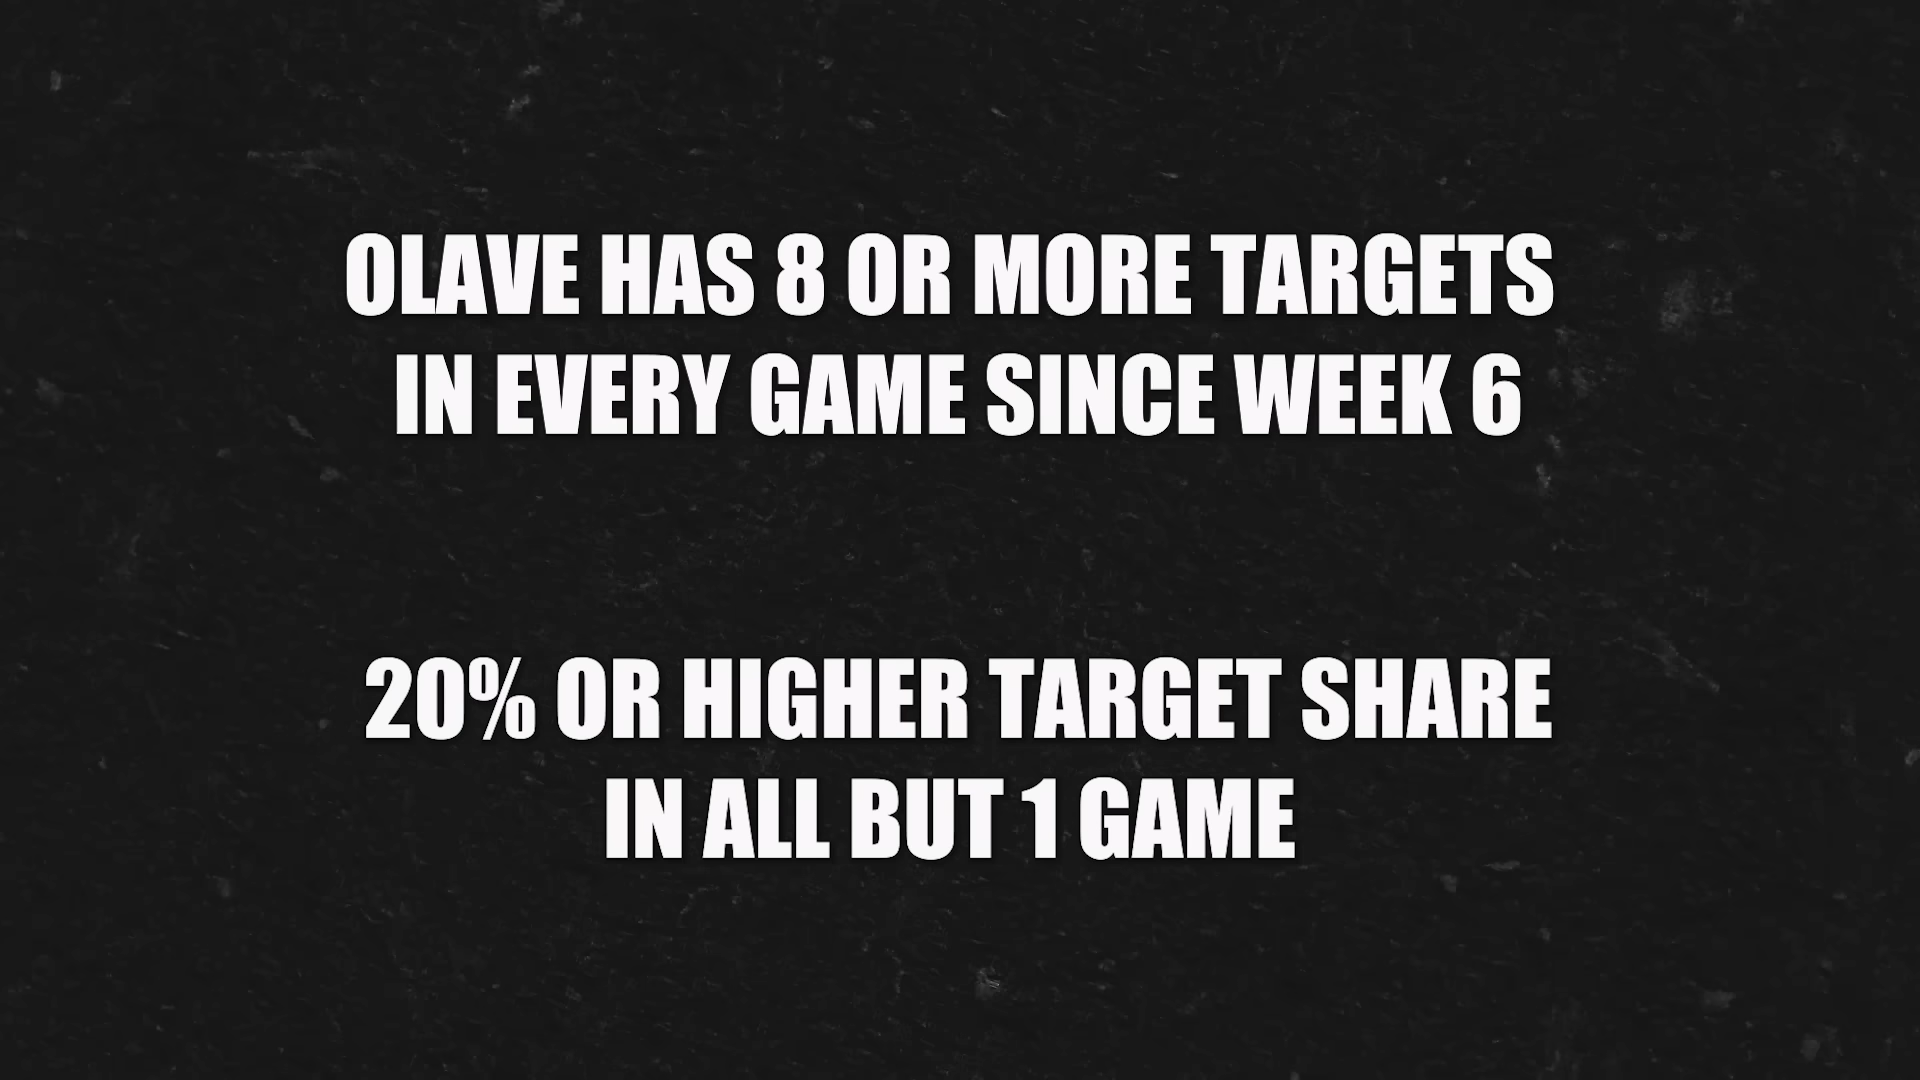 OLAVE HAS 8 OR MORE TARGETS
IN EVERY GAME SINCE WEEK 6
20% OR HIGHER TARGET SHARE
IN ALL BUT 1 GAME